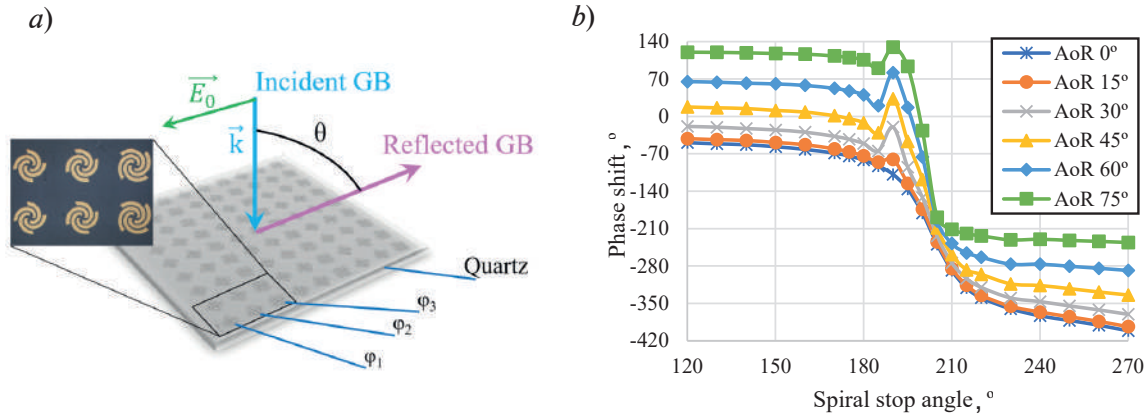 a)
E₀
Incident GB
k
θ
Reflected GB
Quartz
φ₃
φ₂
φ₁
b)
140
70
0
-70
-140
-210
-280
-350
-420
Phase shift, º
120
150
180
210
240
270
Spiral stop angle, º
AoR 0º
AoR 15º
AoR 30º
AoR 45º
AoR 60º
AoR 75º